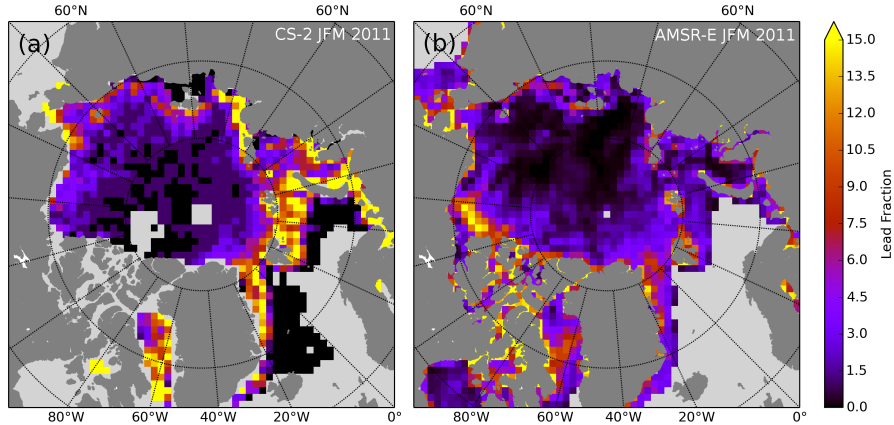 60°N
60°N
60°N
60°N
(a)
CS-2 JFM 2011
(b)
AMSR-E JFM 2011
80°W
60°W
40°W
20°W
0°
80°W
60°W
40°W
20°W
0°
15.0
13.5
12.0
10.5
9.0
7.5
6.0
4.5
3.0
1.5
0.0
Lead Fraction